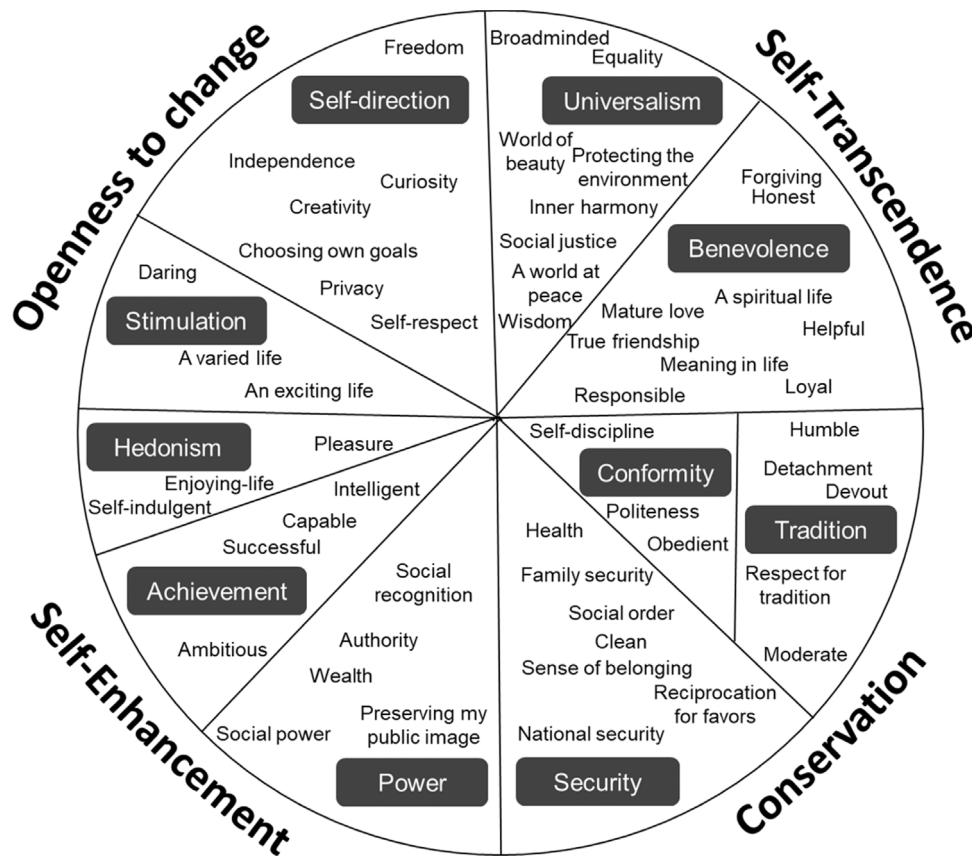 Openness to change
Freedom
Self-direction
Independence
Curiosity
Creativity
Choosing own goals
Privacy
Self-respect
Daring
Stimulation
A varied life
An exciting life
Self-Transcendence
Broadminded
Equality
Universalism
World of
beauty
Protecting the
environment
Inner harmony
Social justice
A world at
peace
Wisdom
Forgiving
Honest
Benevolence
A spiritual life
Mature love
Helpful
True friendship
Meaning in life
Loyal
Responsible
Self-Enhancement
Hedonism
Pleasure
Enjoying-life
Self-indulgent
Intelligent
Capable
Successful
Achievement
Ambitious
Social
recognition
Authority
Wealth
Preserving my
public image
Social power
Power
Conservation
Self-discipline
Conformity
Politeness
Obedient
Humble
Detachment
Devout
Tradition
Respect for
tradition
Moderate
Health
Family security
Social order
Clean
Sense of belonging
Reciprocation
for favors
National security
Security